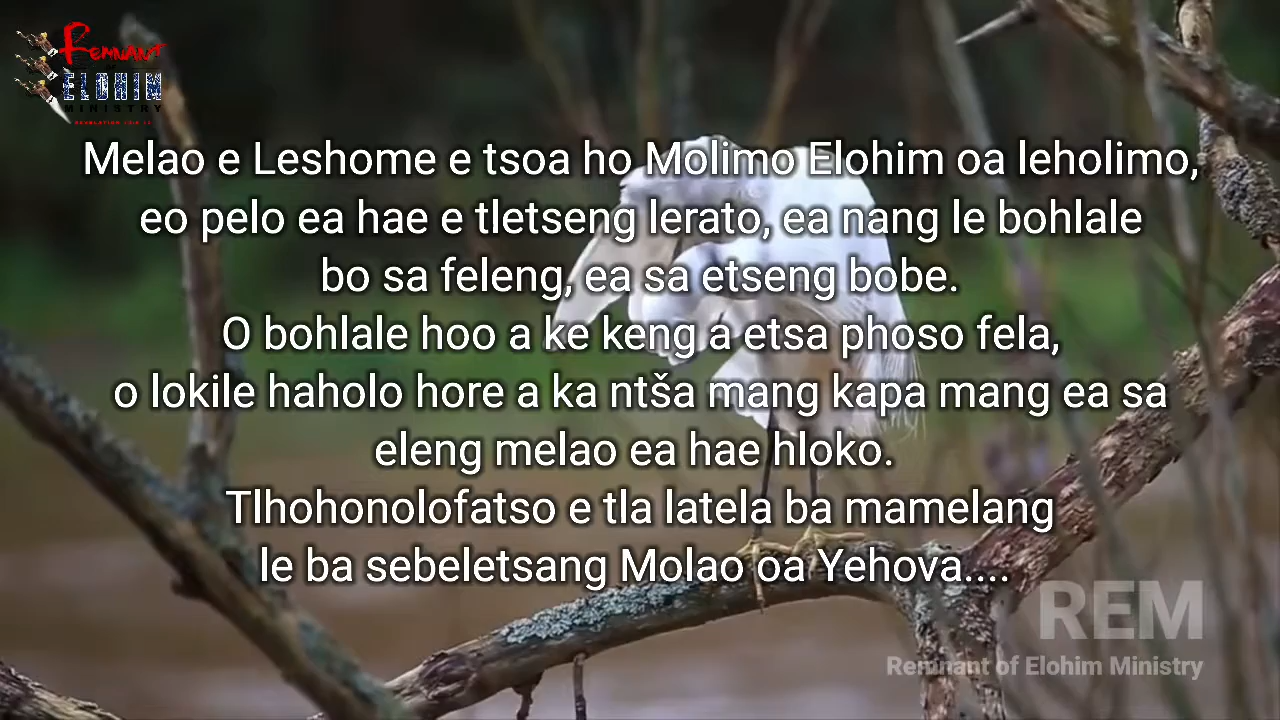 REMNANT
ELOHIM
MINISTRY
Melao e Leshome e tsoa ho Molimo Elohim oa leholimo,
eo pelo ea hae e tletseng lerato, ea nang le bohlale
bo sa feleng, ea sa etseng bobe.
O bohlale hoo a ke keng a etsa phoso fela,
o lokile haholo hore a ka ntša mang kapa mang ea sa
eleng melao ea hae hloko.
Tlhohonolofatso e tla latela ba mamelang
le ba sebeletsang Molao oa Yehova....
REM
Remnant of Elohim Ministry